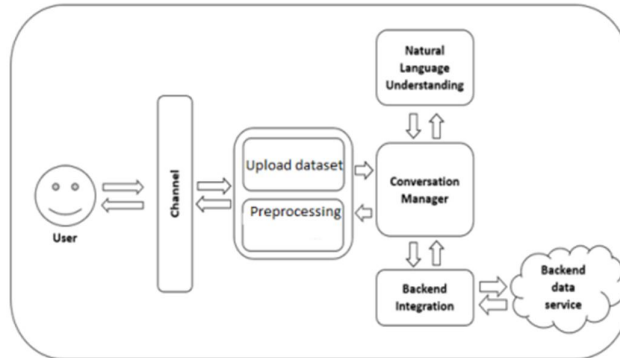 Natural
Language
Understanding
Upload dataset
Channel
Conversation
Manager
Preprocessing
User
Backend
Integration
Backend
data
service